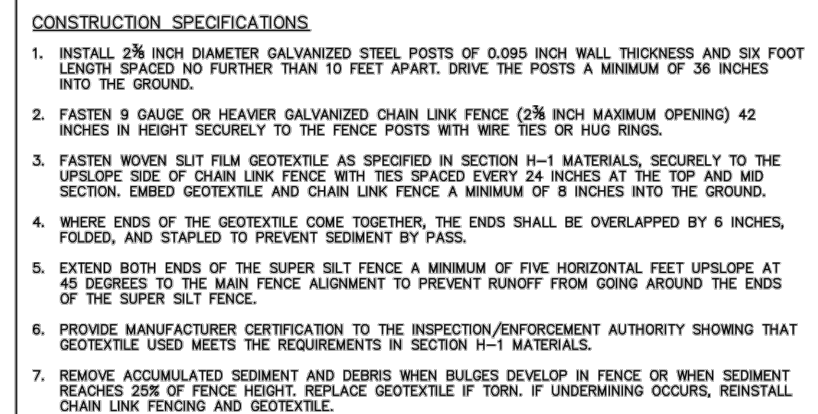 CONSTRUCTION SPECIFICATIONS
1. INSTALL 2⅜ INCH DIAMETER GALVANIZED STEEL POSTS OF 0.095 INCH WALL THICKNESS AND SIX FOOT
LENGTH SPACED NO FURTHER THAN 10 FEET APART. DRIVE THE POSTS A MINIMUM OF 36 INCHES
INTO THE GROUND.
2. FASTEN 9 GAUGE OR HEAVIER GALVANIZED CHAIN LINK FENCE (2⅜ INCH MAXIMUM OPENING) 42
INCHES IN HEIGHT SECURELY TO THE FENCE POSTS WITH WIRE TIES OR HUG RINGS.
3. FASTEN WOVEN SLIT FILM GEOTEXTILE AS SPECIFIED IN SECTION H-1 MATERIALS, SECURELY TO THE
UPSLOPE SIDE OF CHAIN LINK FENCE WITH TIES SPACED EVERY 24 INCHES AT THE TOP AND MID
SECTION. EMBED GEOTEXTILE AND CHAIN LINK FENCE A MINIMUM OF 8 INCHES INTO THE GROUND.
4. WHERE ENDS OF THE GEOTEXTILE COME TOGETHER, THE ENDS SHALL BE OVERLAPPED BY 6 INCHES,
FOLDED, AND STAPLED TO PREVENT SEDIMENT BY PASS.
5. EXTEND BOTH ENDS OF THE SUPER SILT FENCE A MINIMUM OF FIVE HORIZONTAL FEET UPSLOPE AT
45 DEGREES TO THE MAIN FENCE ALIGNMENT TO PREVENT RUNOFF FROM GOING AROUND THE ENDS
OF THE SUPER SILT FENCE.
6. PROVIDE MANUFACTURER CERTIFICATION TO THE INSPECTION/ENFORCEMENT AUTHORITY SHOWING THAT
GEOTEXTILE USED MEETS THE REQUIREMENTS IN SECTION H-1 MATERIALS.
7. REMOVE ACCUMULATED SEDIMENT AND DEBRIS WHEN BULGES DEVELOP IN FENCE OR WHEN SEDIMENT
REACHES 25% OF FENCE HEIGHT. REPLACE GEOTEXTILE IF TORN. IF UNDERMINING OCCURS, REINSTALL
CHAIN LINK FENCING AND GEOTEXTILE.